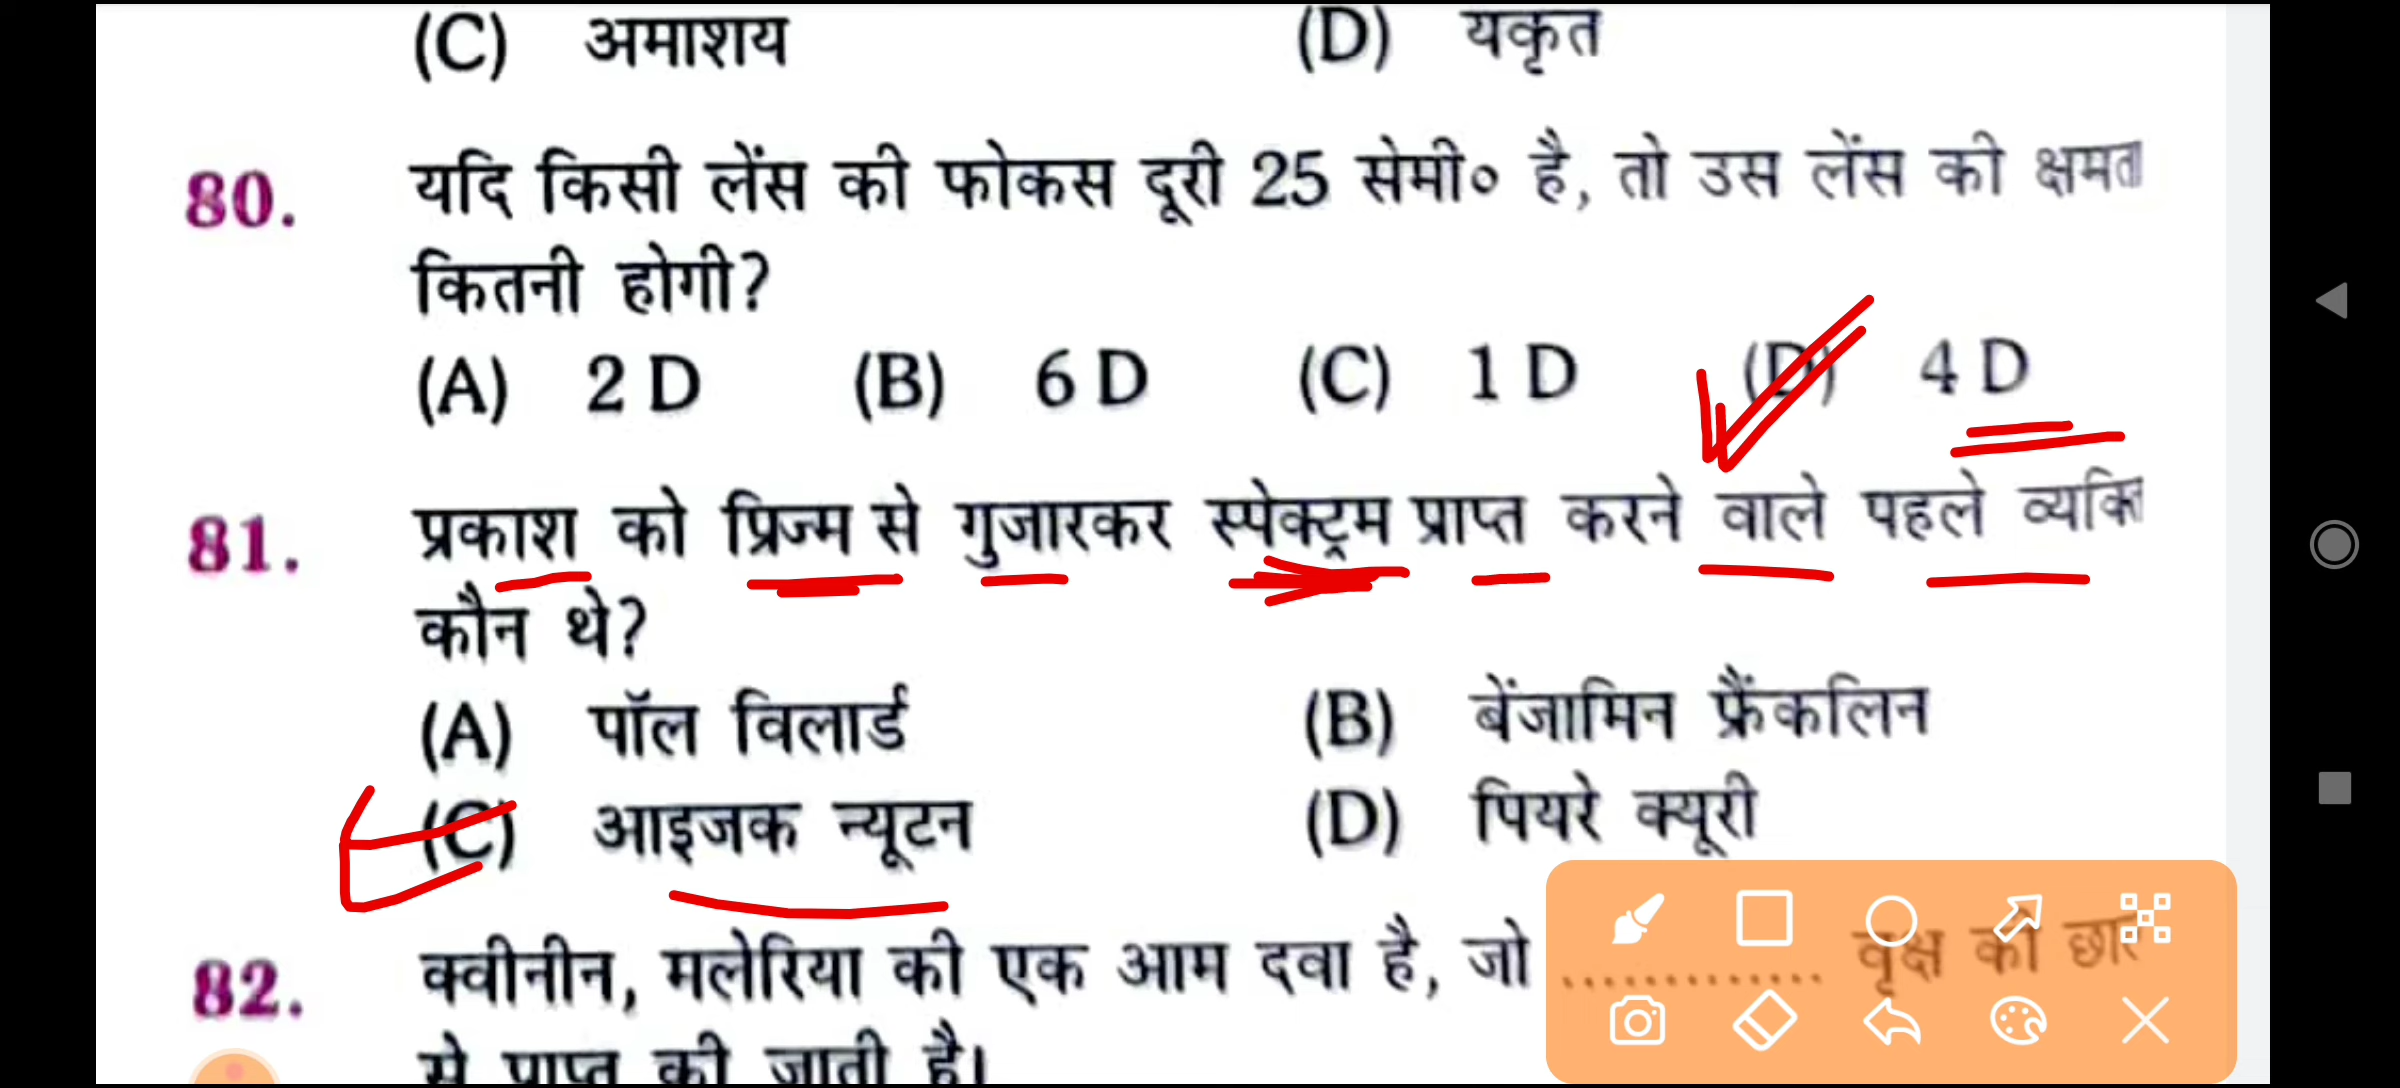 (C) अमाशय (D) यकृत
80. यदि किसी लेंस की फोकस दूरी 25 सेमी० है, तो उस लेंस की क्षमता
कितनी होगी?
(A) 2 D (B) 6 D (C) 1 D (D) 4 D
81. प्रकाश को प्रिज्म से गुजारकर स्पेक्ट्रम प्राप्त करने वाले पहले व्यक्ति
कौन थे?
(A) पॉल विलार्ड (B) बेंजामिन फ्रैंकलिन
(C) आइजक न्यूटन (D) पियरे क्यूरी
82. क्वीनीन, मलेरिया की एक आम दवा है, जो ............. वृक्ष की
से प्राप्त की जाती है।